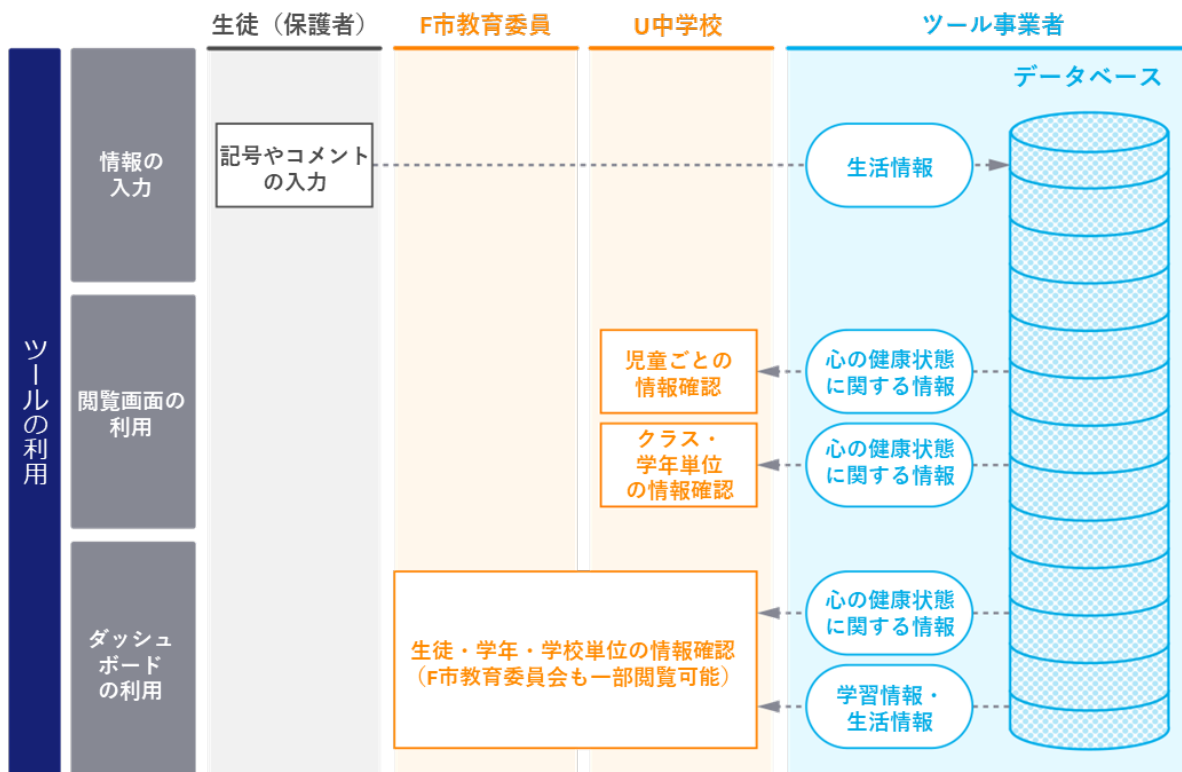 生徒（保護者）
F市教育委員
U中学校
ツール事業者
データベース
ツールの利用
情報の
入力
記号やコメント
の入力
生活情報
閲覧画面の
利用
児童ごとの
情報確認
心の健康状態
に関する情報
クラス・
学年単位
の情報確認
心の健康状態
に関する情報
ダッシュ
ボード
の利用
生徒・学年・学校単位の情報確認
（F市教育委員会も一部閲覧可能）
心の健康状態
に関する情報
学習情報・
生活情報